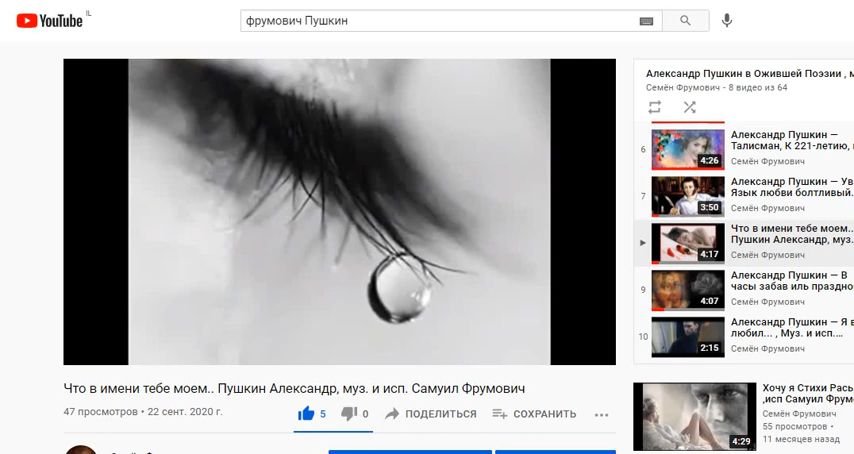 YouTube IL
фрумович Пушкин
Александр Пушкин в Ожившей Поэзии , м
Семён Фрумович - 8 видео из 64
6
Александр Пушкин —
Талисман, К 221-летию,
4:26
Семён Фрумович
7
Александр Пушкин — Ув
Язык любви болтливый.
3:50
Семён Фрумович
Что в имени тебе моем..
Пушкин Александр, муз.
4:17
Семён Фрумович
9
Александр Пушкин — В
часы забав иль праздно
4:07
Семён Фрумович
10
Александр Пушкин — Я в
любил... , Муз. и исп....
2:15
Семён Фрумович
Что в имени тебе моем.. Пушкин Александр, муз. и исп. Самуил Фрумович
47 просмотров • 22 сент. 2020 г.
5
0
ПОДЕЛИТЬСЯ
СОХРАНИТЬ
Хочу я Стихи Рась
,исп Самуил Фрум
Семён Фрумович
55 просмотров •
11 месяцев назад
4:29